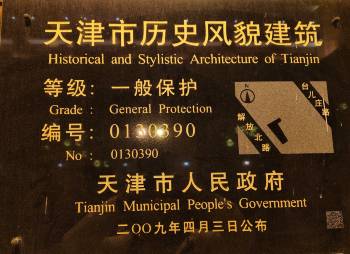 天津市历史风貌建筑
Historical and Stylistic Architecture of Tianjin
等级：一般保护
Grade : General Protection
编号：0130390
No : 0130390
N
台儿庄路
解放北路
天津市人民政府
Tianjin Municipal People's Government
二〇〇九年四月三日公布